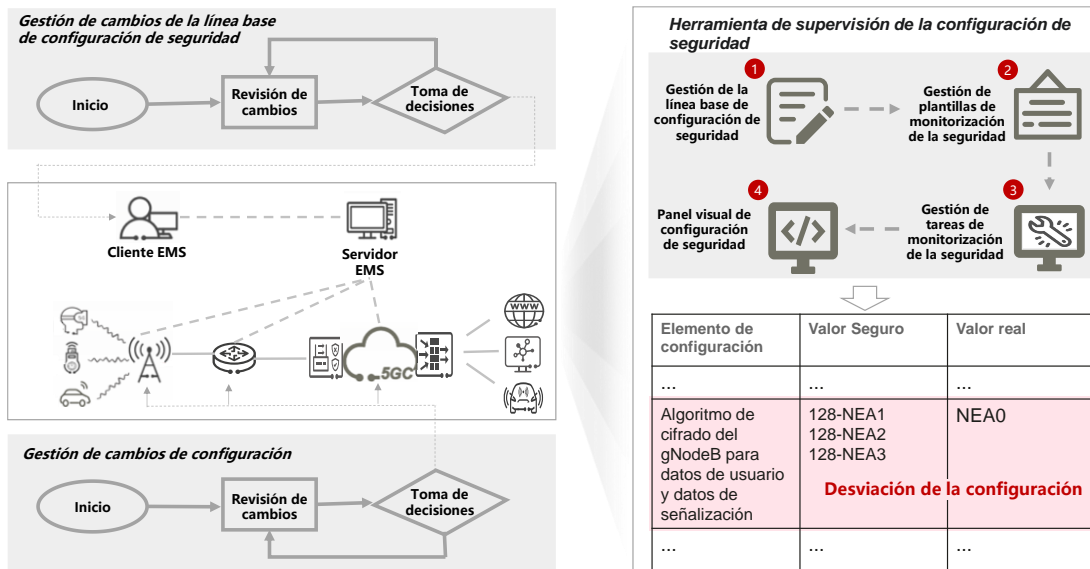 Gestión de cambios de la línea base
de configuración de seguridad
Inicio
Revisión de
cambios
Toma de
decisiones
Cliente EMS
Servidor
EMS
5GC
WWW
Gestión de cambios de configuración
Inicio
Revisión de
cambios
Toma de
decisiones
Herramienta de supervisión de la configuración de
seguridad
1
Gestión de la
línea base de
configuración de
seguridad
2
Gestión de
plantillas de
monitorización
de la seguridad
4
Panel visual de
configuración
de seguridad
</>
3
Gestión de
tareas de
monitorización
de la seguridad
Elemento de
configuración
Valor Seguro
Valor real
...
...
...
Algoritmo de
cifrado del
gNodeB para
datos de usuario
y datos de
señalización
128-NEA1
128-NEA2
128-NEA3
NEA0
Desviación de la configuración
...
...
...